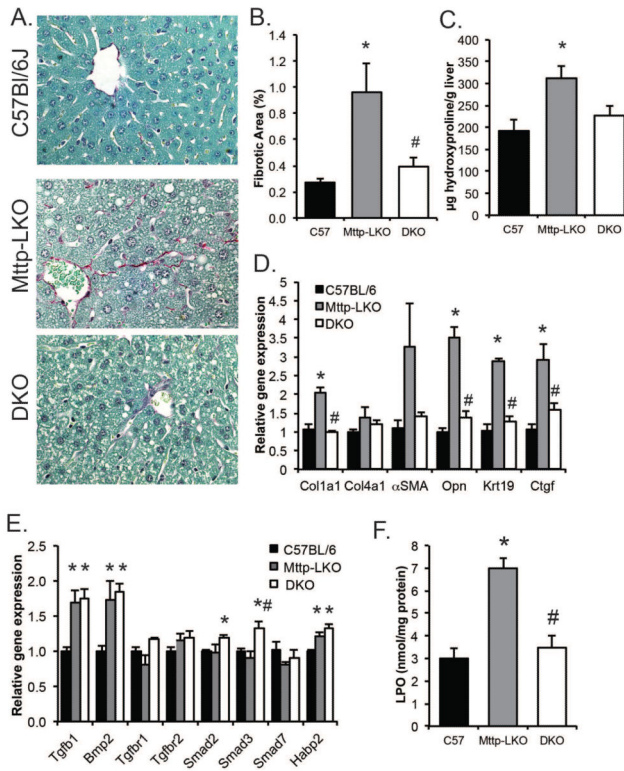 A.
C57Bl/6J
Mttp-LKO
DKO
B.
Fibrotic Area (%)
1.4
1.2
1.0
0.8
0.6
0.4
0.2
0.0
*
#
C57 Mttp-LKO DKO
C.
µg hydroxyproline/g liver
400
350
300
250
200
150
100
50
0
*
C57 Mttp-LKO DKO
D.
Relative gene expression
5
4.5
4
3.5
3
2.5
2
1.5
1
0.5
0
C57BL/6
Mttp-LKO
DKO
* # * # * # * #
Col1a1 Col4a1 αSMA Opn Krt19 Ctgf
E.
Relative gene expression
2.5
2.0
1.5
1.0
0.5
0.0
C57BL/6
Mttp-LKO
DKO
* * * * * *# * *
Tgfb1 Bmp2 Tgfbr1 Tgfbr2 Smad2 Smad3 Smad7 Habp2
F.
LPO (nmol/mg protein)
9
8
7
6
5
4
3
2
1
0
*
#
C57 Mttp-LKO DKO